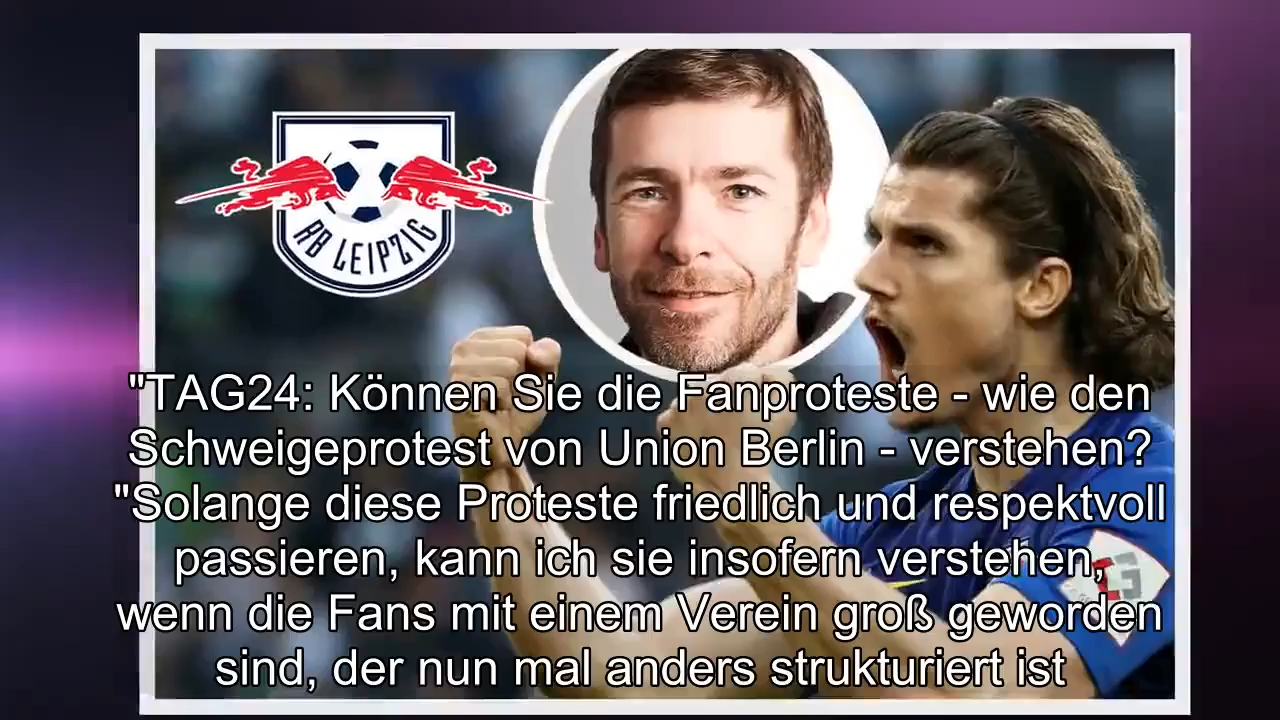 RB LEIPZIG
"TAG24: Können Sie die Fanproteste - wie den
Schweigeprotest von Union Berlin - verstehen?
"Solange diese Proteste friedlich und respektvoll
passieren, kann ich sie insofern verstehen,
wenn die Fans mit einem Verein groß geworden
sind, der nun mal anders strukturiert ist